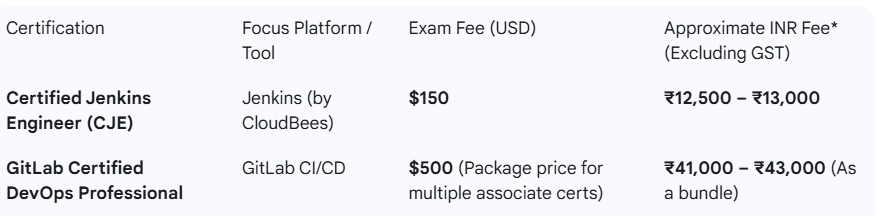 Certification
Focus Platform /
Tool
Exam Fee (USD)
Approximate INR Fee*
(Excluding GST)
Certified Jenkins
Engineer (CJE)
Jenkins (by
CloudBees)
$150
₹12,500 – ₹13,000
GitLab Certified
DevOps Professional
GitLab CI/CD
$500 (Package price for
multiple associate certs)
₹41,000 – ₹43,000 (As
a bundle)